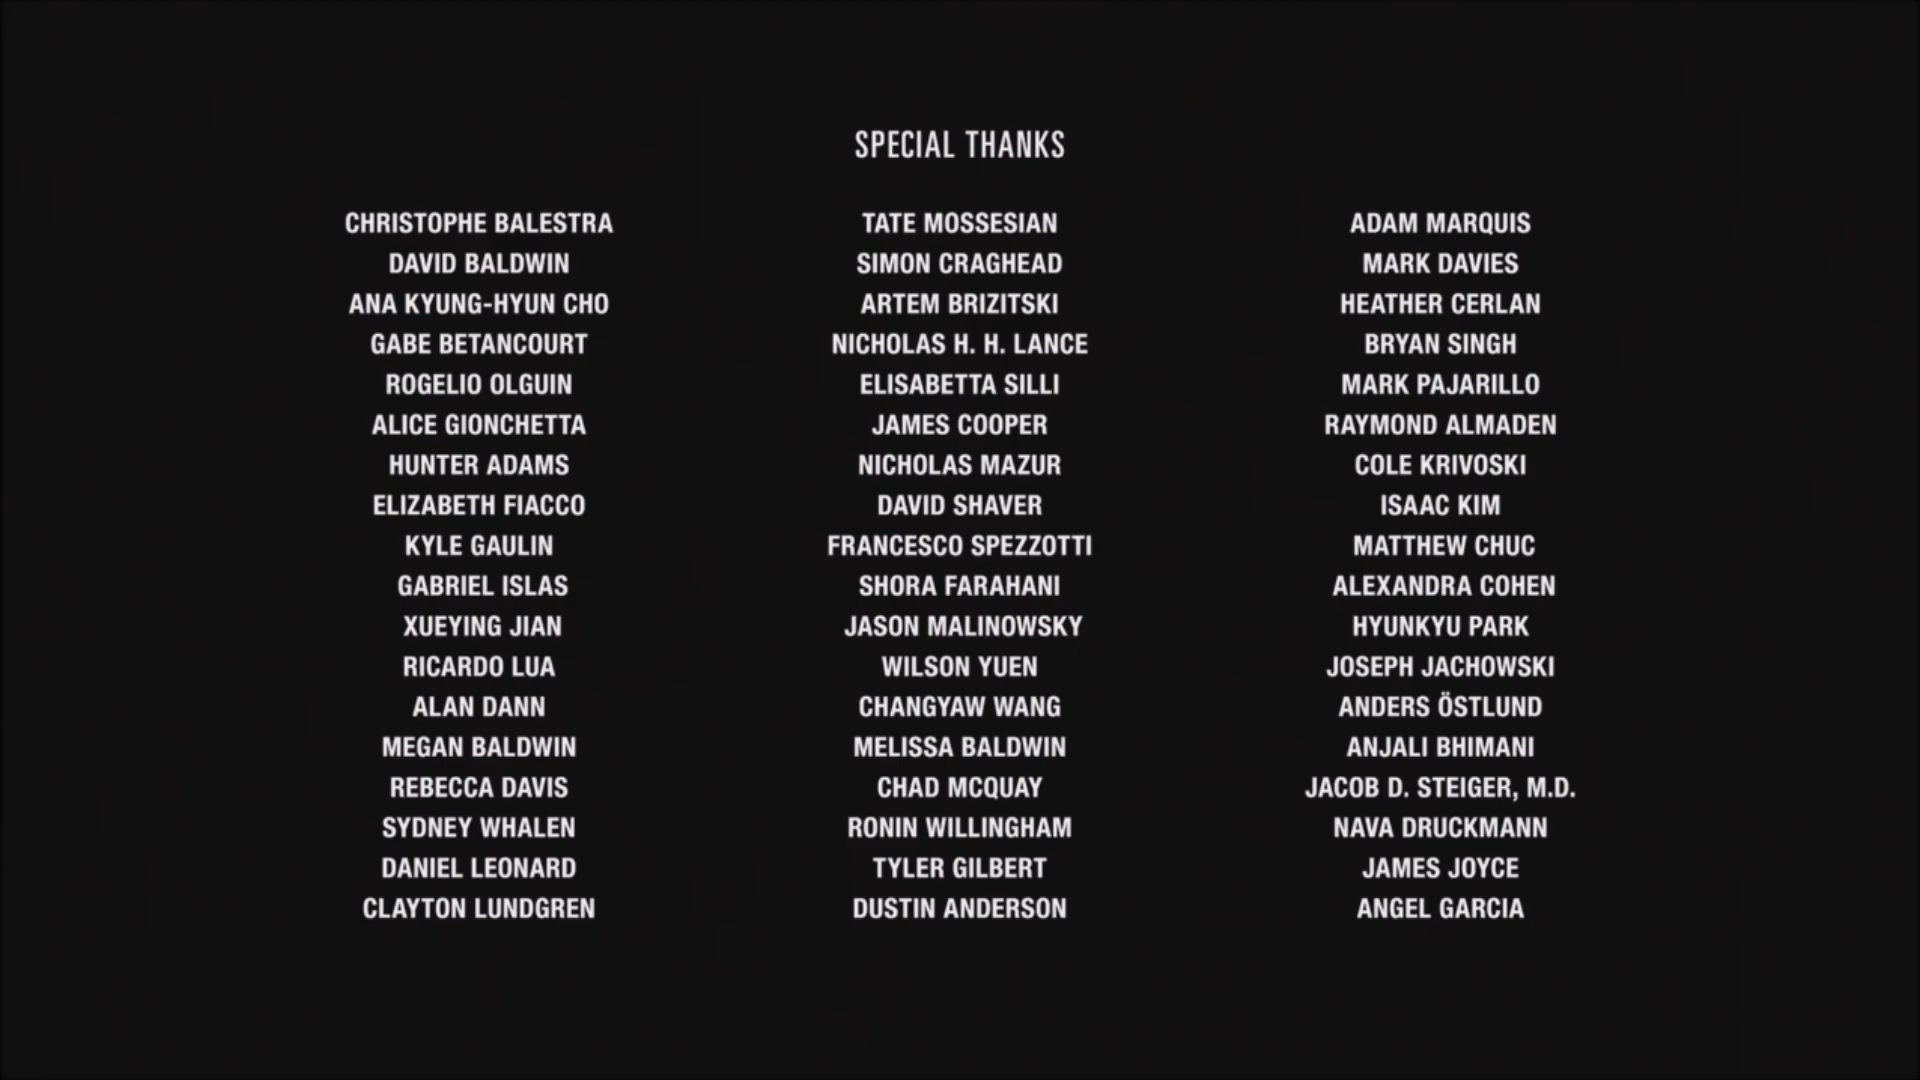 SPECIAL THANKS
CHRISTOPHE BALESTRA
DAVID BALDWIN
ANA KYUNG-HYUN CHO
GABE BETANCOURT
ROGELIO OLGUIN
ALICE GIONCHETTA
HUNTER ADAMS
ELIZABETH FIACCO
KYLE GAULIN
GABRIEL ISLAS
XUEYING JIAN
RICARDO LUA
ALAN DANN
MEGAN BALDWIN
REBECCA DAVIS
SYDNEY WHALEN
DANIEL LEONARD
CLAYTON LUNDGREN
TATE MOSSESIAN
SIMON CRAGHEAD
ARTEM BRIZITSKI
NICHOLAS H. H. LANCE
ELISABETTA SILLI
JAMES COOPER
NICHOLAS MAZUR
DAVID SHAVER
FRANCESCO SPEZZOTTI
SHORA FARAHANI
JASON MALINOWSKY
WILSON YUEN
CHANGYAW WANG
MELISSA BALDWIN
CHAD MCQUAY
RONIN WILLINGHAM
TYLER GILBERT
DUSTIN ANDERSON
ADAM MARQUIS
MARK DAVIES
HEATHER CERLAN
BRYAN SINGH
MARK PAJARILLO
RAYMOND ALMADEN
COLE KRIVOSKI
ISAAC KIM
MATTHEW CHUC
ALEXANDRA COHEN
HYUNKYU PARK
JOSEPH JACHOWSKI
ANDERS ÖSTLUND
ANJALI BHIMANI
JACOB D. STEIGER, M.D.
NAVA DRUCKMANN
JAMES JOYCE
ANGEL GARCIA